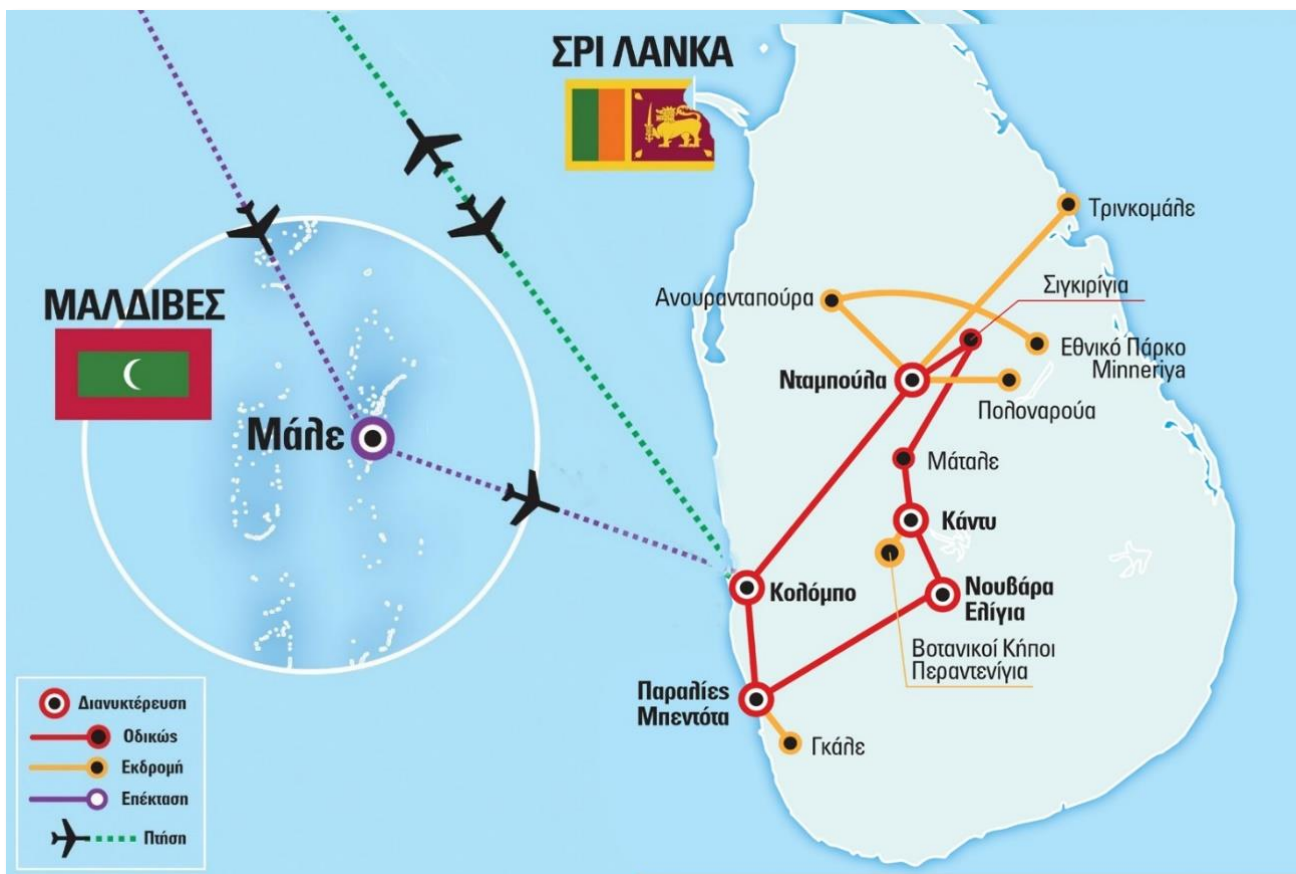 ΣΡΙ ΛΑΝΚΑ
ΜΑΛΔΙΒΕΣ
Μάλε
Τρινκομάλε
Σιγκιρίγια
Ανουρανταπούρα
Εθνικό Πάρκο
Minneriya
Νταμπούλα
Πολοναρούα
Μάταλε
Κάντυ
Κολόμπο
Νουβάρα
Ελίγια
Βοτανικοί Κήποι
Περαντενίγια
Παραλίες
Μπεντότα
Γκάλε
Διανυκτέρευση
Οδικώς
Εκδρομή
Επέκταση
Πτήση